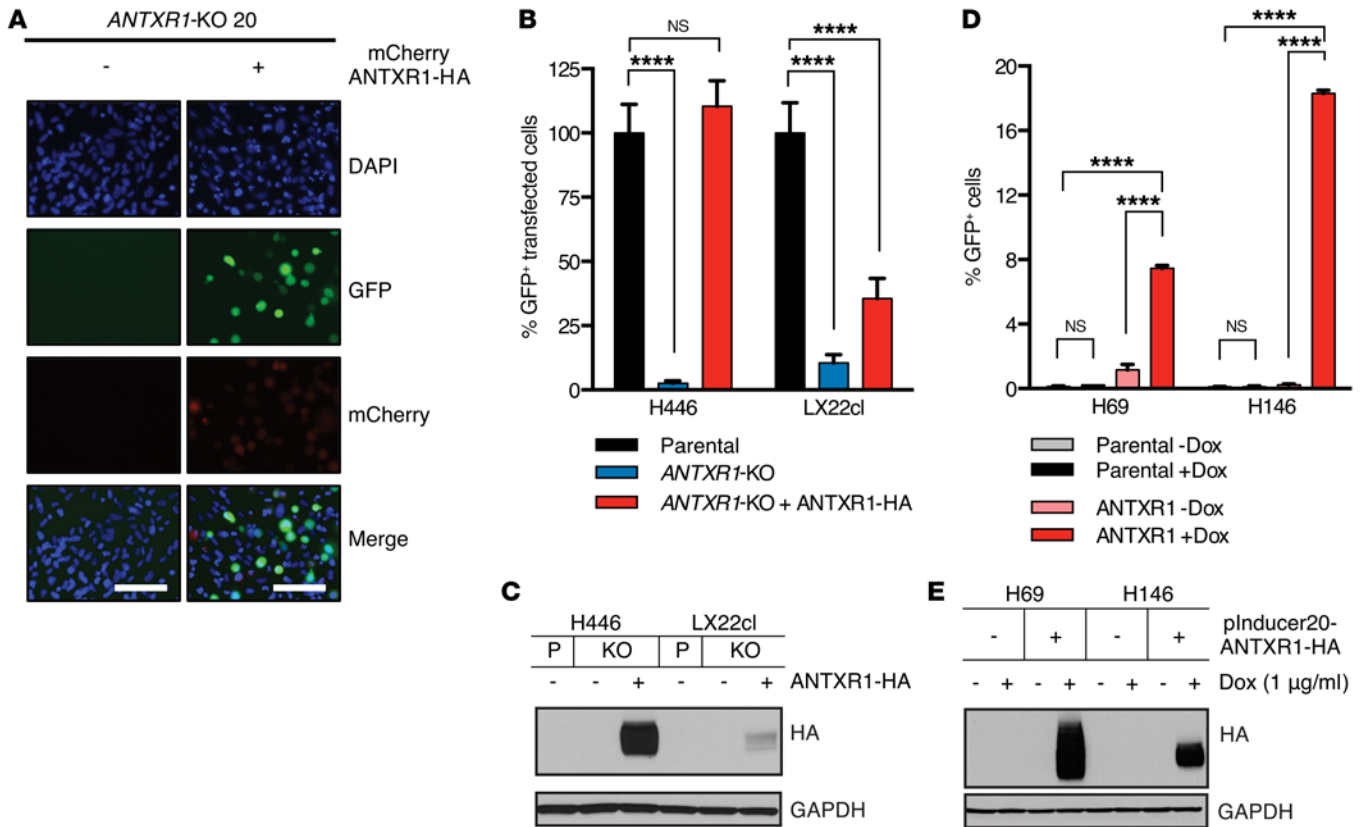 A
ANTXR1-KO 20
- + mCherry
ANTXR1-HA
DAPI
GFP
mCherry
Merge
B
NS
**** ****
****
% GFP+ transfected cells
125
100
75
50
25
0
H446 LX22cl
Parental
ANTXR1-KO
ANTXR1-KO + ANTXR1-HA
C
H446 LX22cl
P KO P KO
- - + - - + ANTXR1-HA
HA
GAPDH
D
****
****
****
****
NS NS
% GFP+ cells
20
16
12
8
4
0
H69 H146
Parental -Dox
Parental +Dox
ANTXR1 -Dox
ANTXR1 +Dox
E
H69 H146
- + - + pInducer20-
ANTXR1-HA
- + - + - + - + Dox (1 µg/ml)
HA
GAPDH